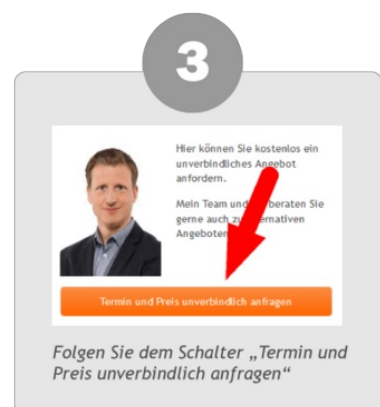 3
Hier können Sie kostenlos ein
unverbindliches Angebot
anfordern.
Mein Team und beraten Sie
gerne auch zu
Angeboten
Termin und Preis unverbindlich anfragen
Folgen Sie dem Schalter „Termin und
Preis unverbindlich anfragen“